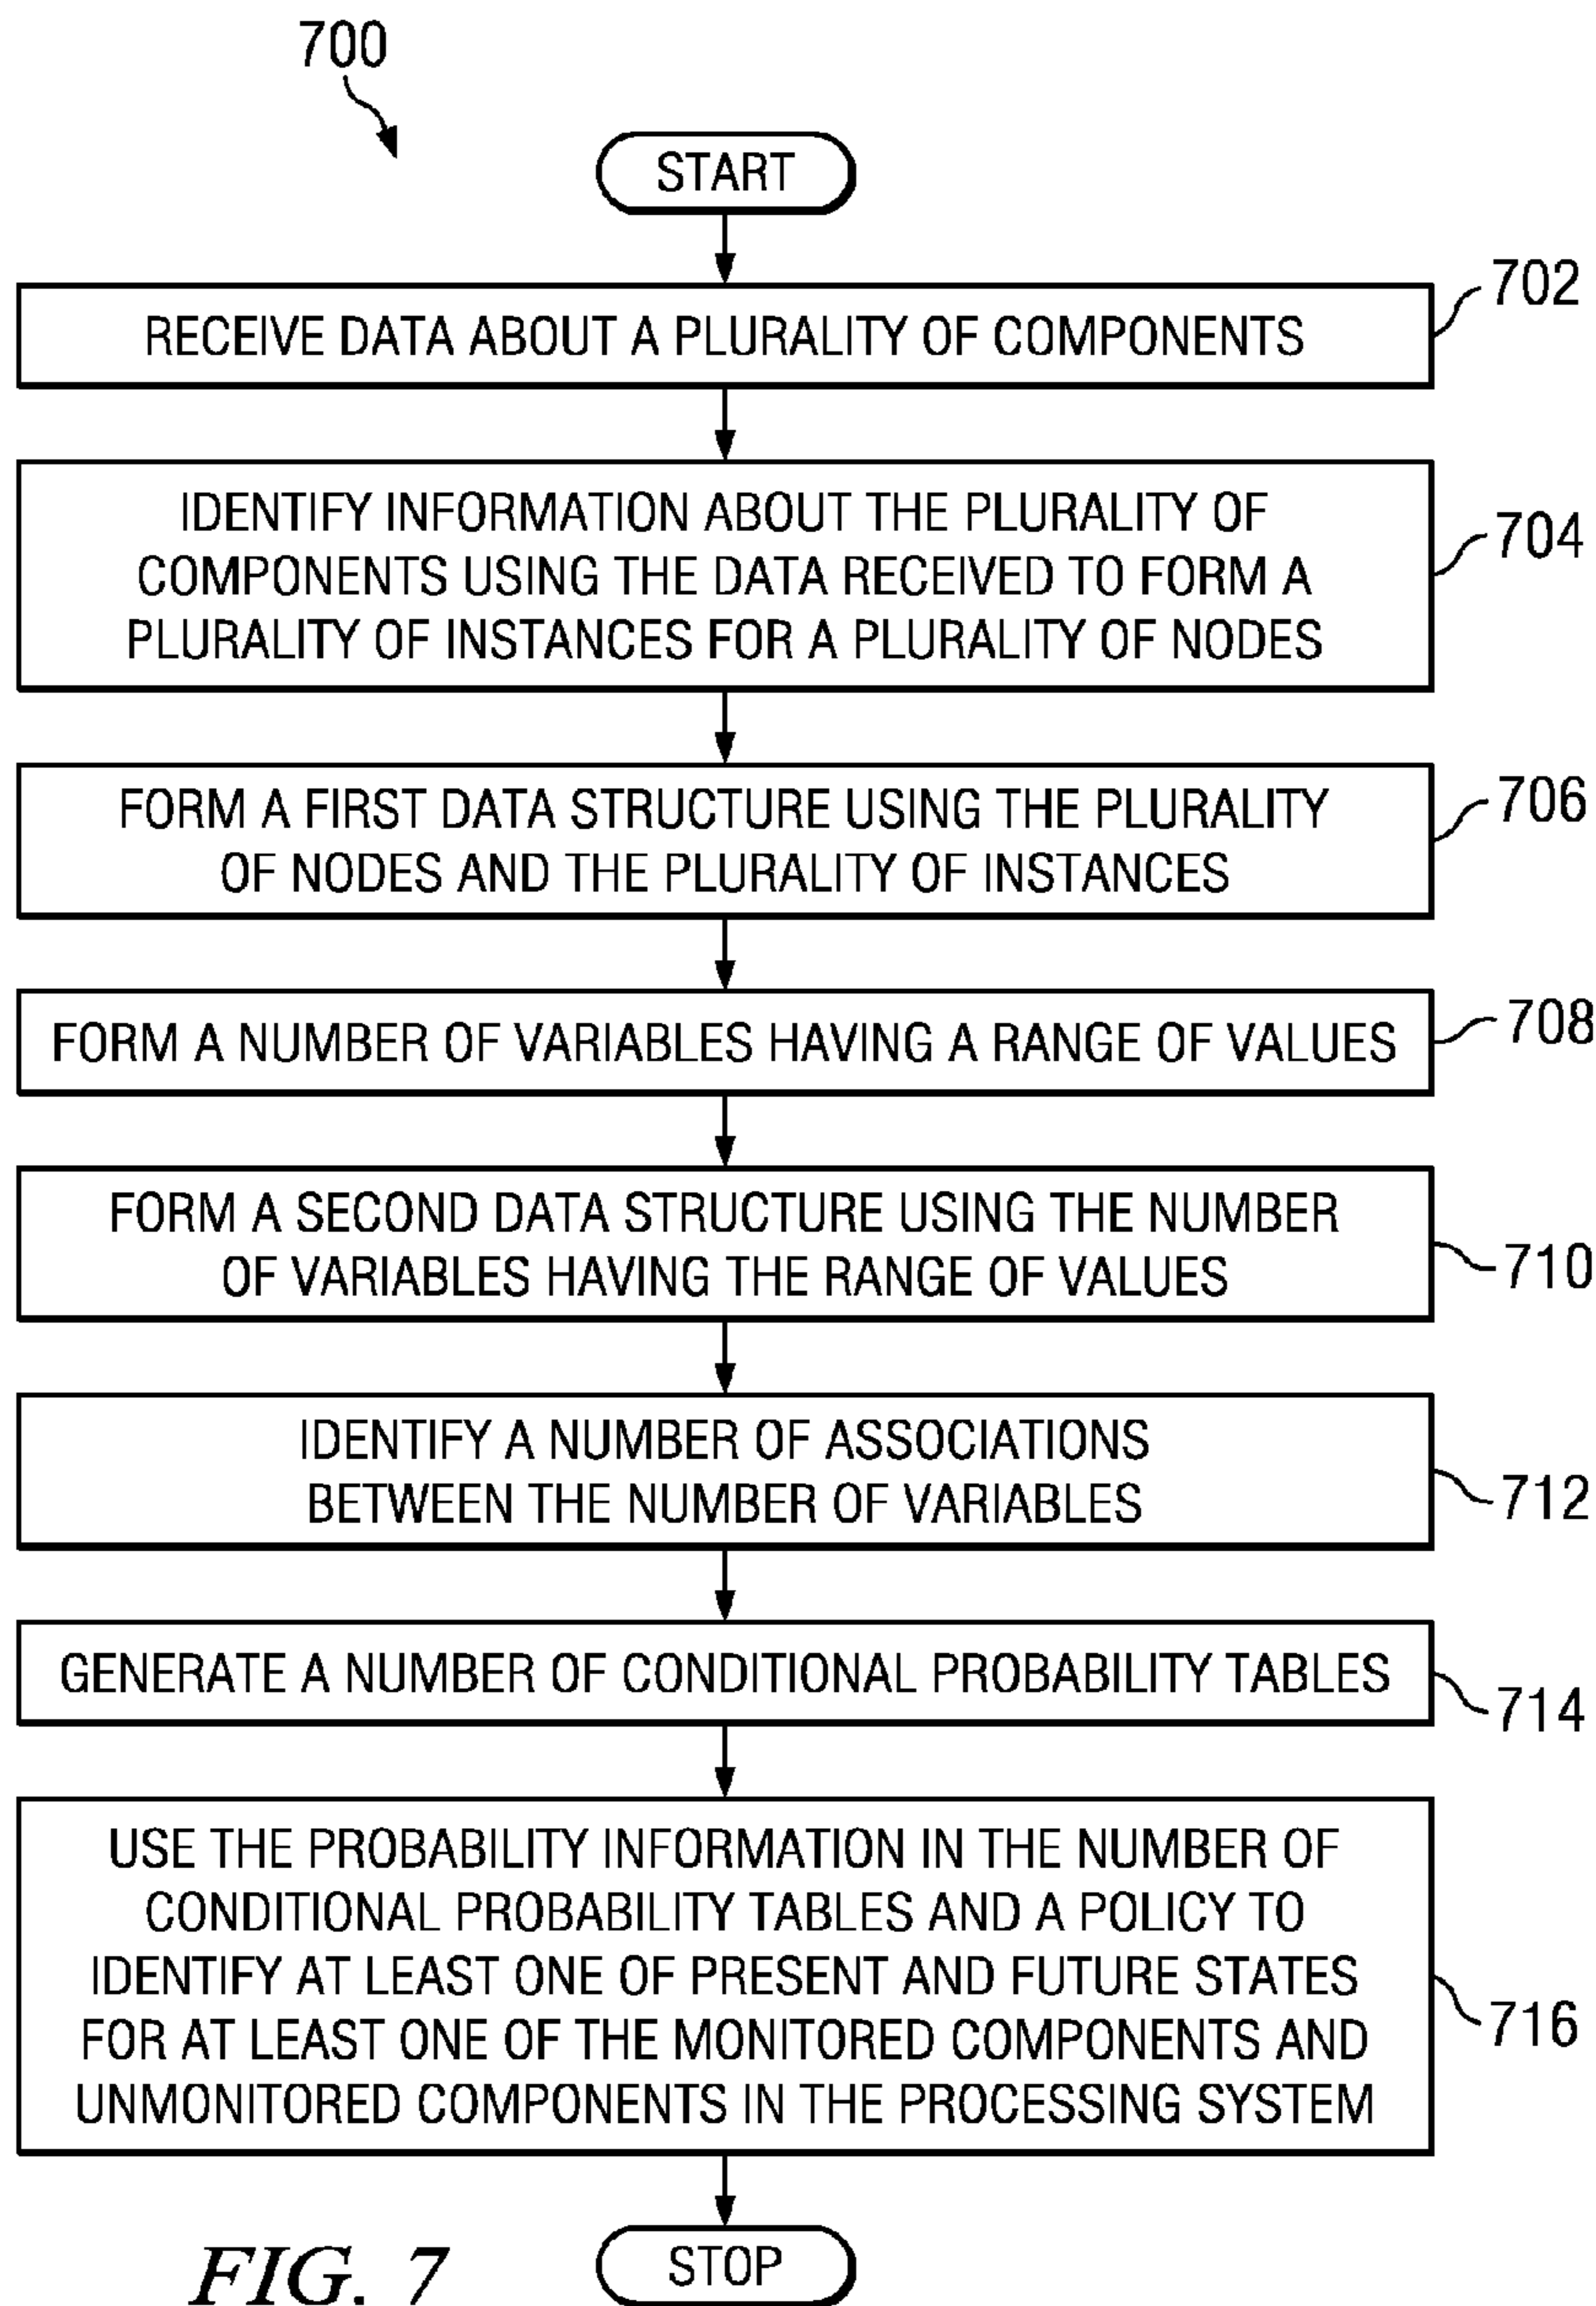 700
START
702
RECEIVE DATA ABOUT A PLURALITY OF COMPONENTS
704
IDENTIFY INFORMATION ABOUT THE PLURALITY OF
COMPONENTS USING THE DATA RECEIVED TO FORM A
PLURALITY OF INSTANCES FOR A PLURALITY OF NODES
706
FORM A FIRST DATA STRUCTURE USING THE PLURALITY
OF NODES AND THE PLURALITY OF INSTANCES
708
FORM A NUMBER OF VARIABLES HAVING A RANGE OF VALUES
FORM A SECOND DATA STRUCTURE USING THE NUMBER
OF VARIABLES HAVING THE RANGE OF VALUES
710
IDENTIFY A NUMBER OF ASSOCIATIONS
BETWEEN THE NUMBER OF VARIABLES
712
GENERATE A NUMBER OF CONDITIONAL PROBABILITY TABLES
714
USE THE PROBABILITY INFORMATION IN THE NUMBER OF
CONDITIONAL PROBABILITY TABLES AND A POLICY TO
IDENTIFY AT LEAST ONE OF PRESENT AND FUTURE STATES
FOR AT LEAST ONE OF THE MONITORED COMPONENTS AND
UNMONITORED COMPONENTS IN THE PROCESSING SYSTEM
716
STOP
FIG. 7